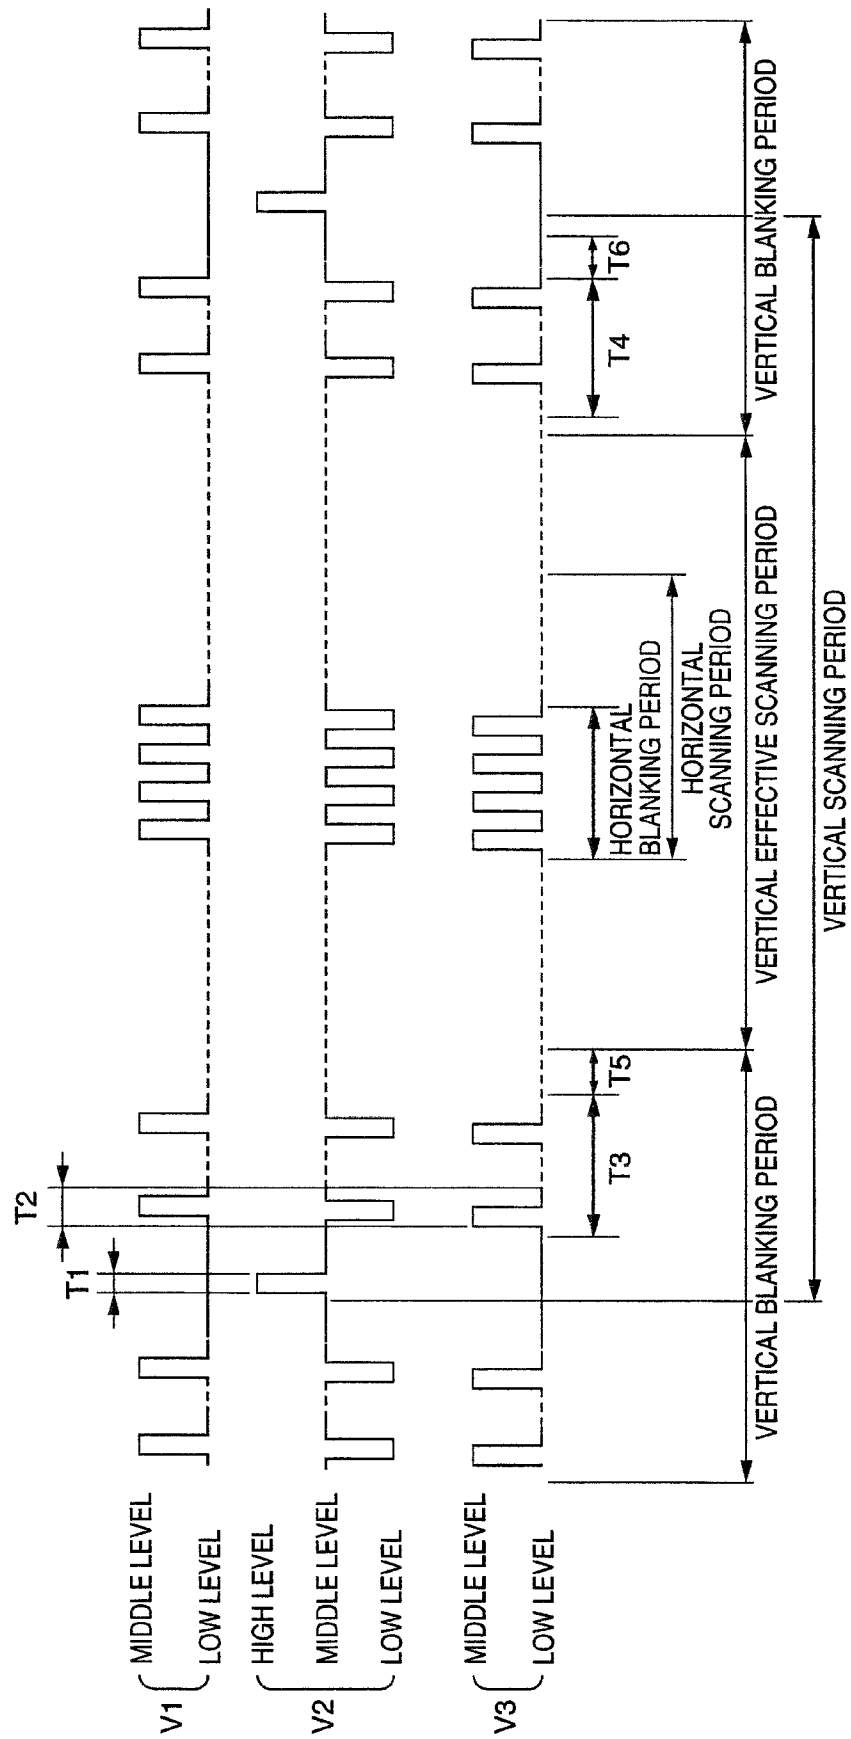 T1
T2
V1
MIDDLE LEVEL
LOW LEVEL
V2
HIGH LEVEL
MIDDLE LEVEL
LOW LEVEL
V3
MIDDLE LEVEL
LOW LEVEL
T3
T5
HORIZONTAL
BLANKING PERIOD
HORIZONTAL
SCANNING PERIOD
T4
T6
VERTICAL BLANKING PERIOD
VERTICAL EFFECTIVE SCANNING PERIOD
VERTICAL BLANKING PERIOD
VERTICAL SCANNING PERIOD